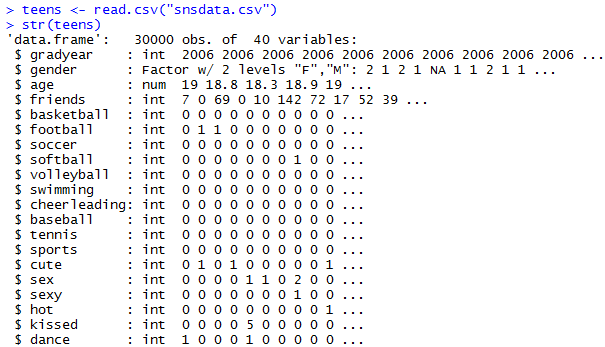 > teens <- read.csv("snsdata.csv")
> str(teens)
'data.frame':   30000 obs. of  40 variables:
 $ gradyear    : int  2006 2006 2006 2006 2006 2006 2006 2006 2006 2006 ...
 $ gender      : Factor w/ 2 levels "F","M": 2 1 2 1 NA 1 1 2 1 1 ...
 $ age         : num  19 18.8 18.3 18.9 19 ...
 $ friends     : int  7 0 69 0 10 142 72 17 52 39 ...
 $ basketball  : int  0 0 0 0 0 0 0 0 0 0 ...
 $ football    : int  0 1 1 0 0 0 0 0 0 0 ...
 $ soccer      : int  0 0 0 0 0 0 0 0 0 0 ...
 $ softball    : int  0 0 0 0 0 0 0 1 0 0 ...
 $ volleyball  : int  0 0 0 0 0 0 0 0 0 0 ...
 $ swimming    : int  0 0 0 0 0 0 0 0 0 0 ...
 $ cheerleading: int  0 0 0 0 0 0 0 0 0 0 ...
 $ baseball    : int  0 0 0 0 0 0 0 0 0 0 ...
 $ tennis      : int  0 0 0 0 0 0 0 0 0 0 ...
 $ sports      : int  0 0 0 0 0 0 0 0 0 0 ...
 $ cute        : int  0 1 0 1 0 0 0 0 0 1 ...
 $ sex         : int  0 0 0 0 1 1 0 2 0 0 ...
 $ sexy        : int  0 0 0 0 0 0 0 1 0 0 ...
 $ hot         : int  0 0 0 0 0 0 0 0 0 1 ...
 $ kissed      : int  0 0 0 0 5 0 0 0 0 0 ...
 $ dance       : int  1 0 0 0 1 0 0 0 0 0 ...